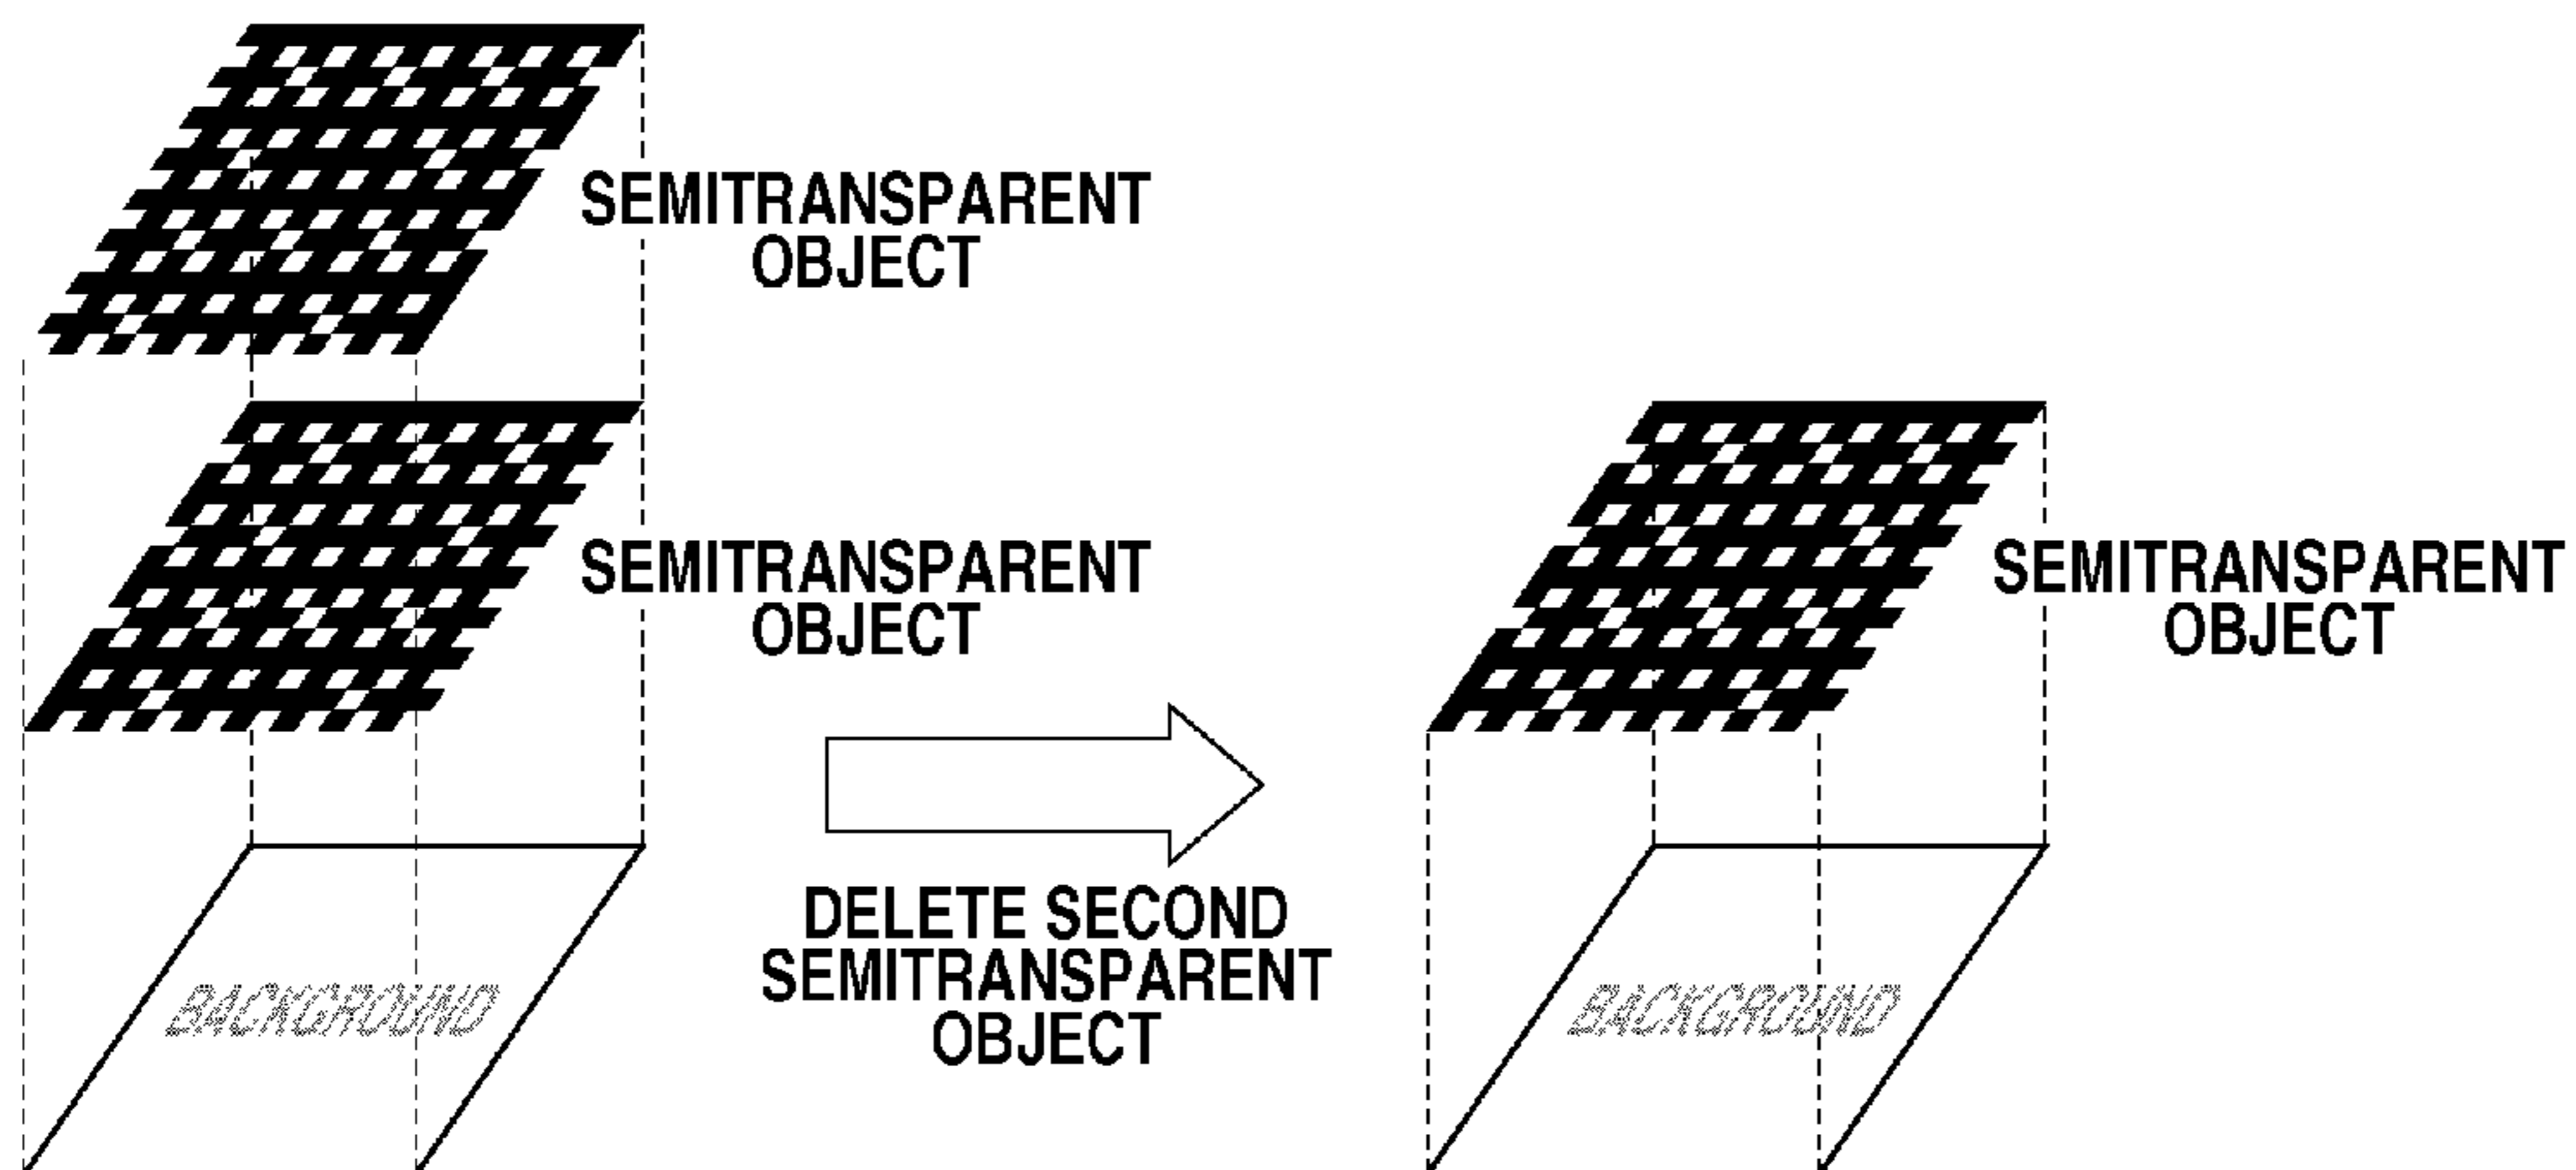 SEMITRANSPARENT
OBJECT
SEMITRANSPARENT
OBJECT
BACKGROUND
DELETE SECOND
SEMITRANSPARENT
OBJECT
SEMITRANSPARENT
OBJECT
BACKGROUND